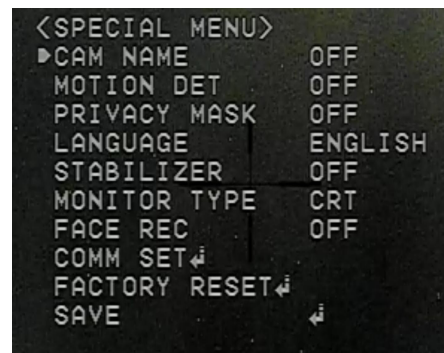 <SPECIAL MENU>
CAM NAME OFF
MOTION DET OFF
PRIVACY MASK OFF
LANGUAGE ENGLISH
STABILIZER OFF
MONITOR TYPE CRT
FACE REC OFF
COMM SET↲
FACTORY RESET↲
SAVE ↲